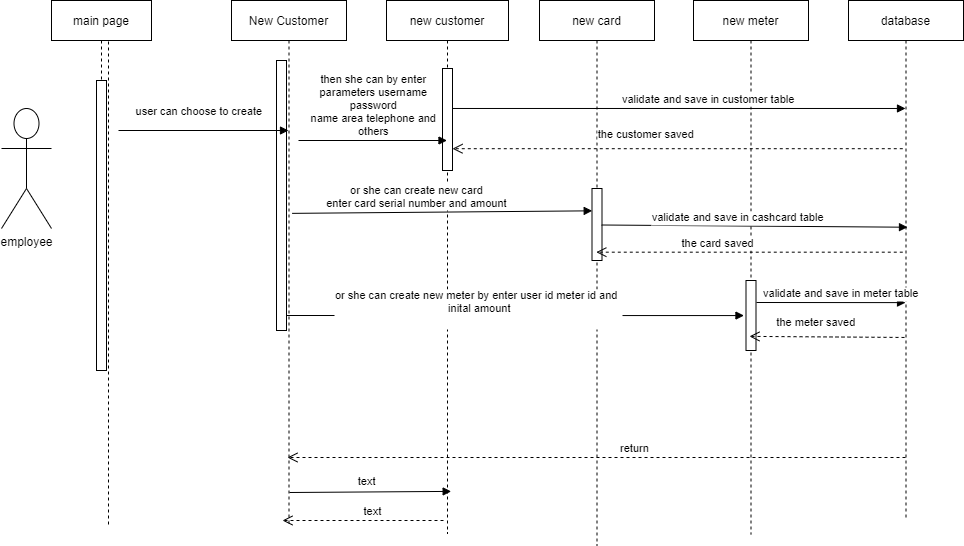 main page
New Customer
new customer
new card
new meter
database
then she can by enter
parameters username
password
name area telephone and
others
user can choose to create
validate and save in customer table
the customer saved
employee
or she can create new card
enter card serial number and amount
validate and save in cashcard table
the card saved
or she can create new meter by enter user id meter id and
inital amount
validate and save in meter table
the meter saved
return
text
text